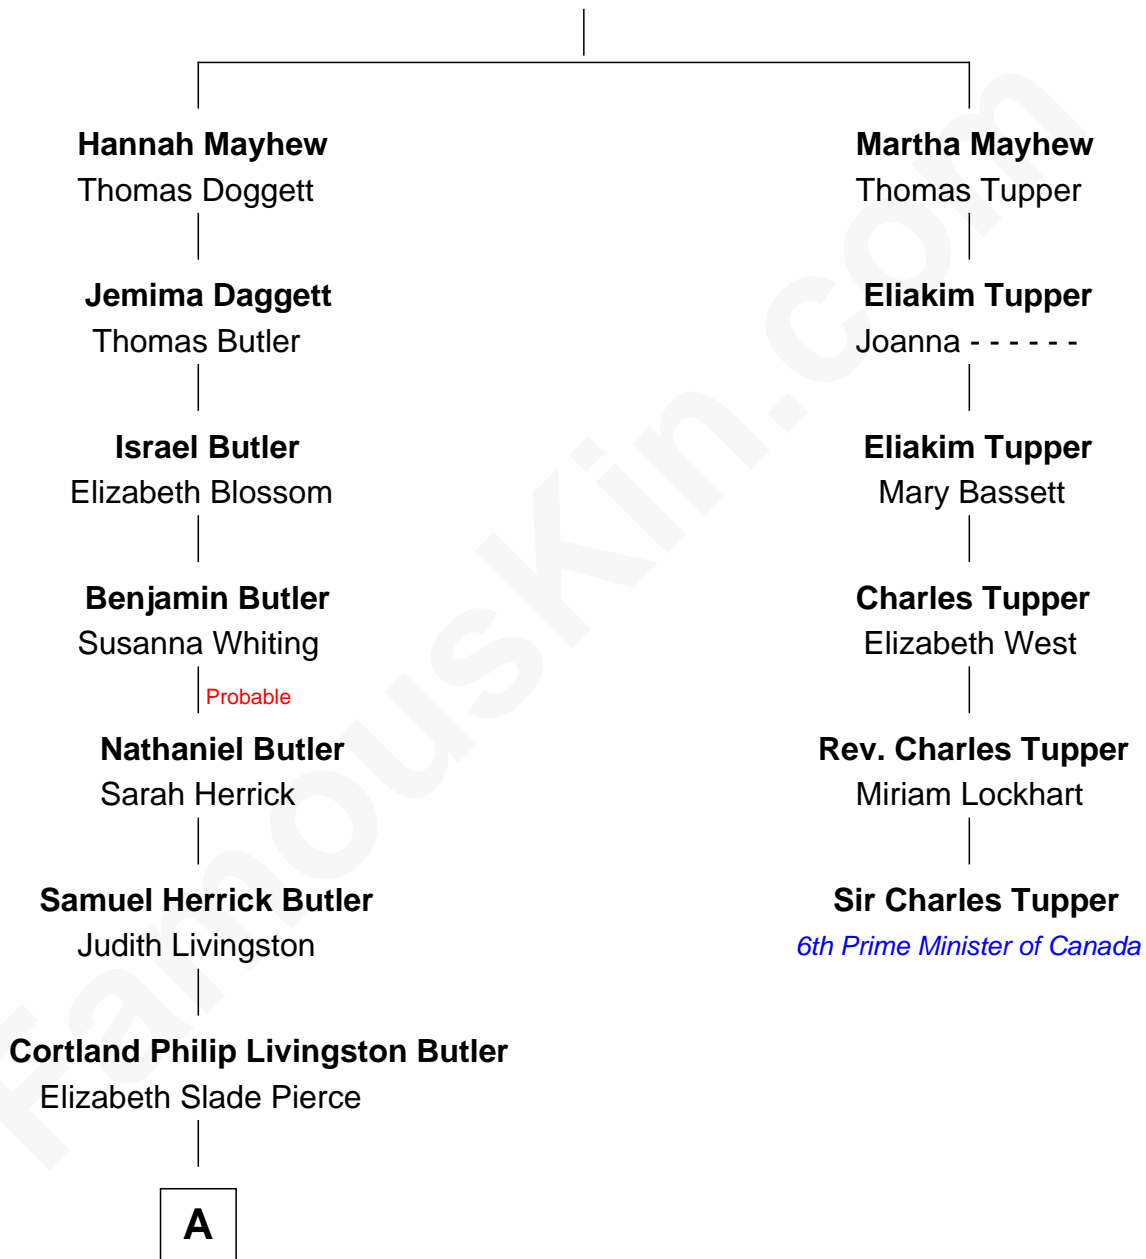 Hannah Mayhew
Thomas Doggett
Jemima Daggett
Thomas Butler
Israel Butler
Elizabeth Blossom
Benjamin Butler
Susanna Whiting
Probable
Nathaniel Butler
Sarah Herrick
Samuel Herrick Butler
Judith Livingston
Cortland Philip Livingston Butler
Elizabeth Slade Pierce
A
Martha Mayhew
Thomas Tupper
Eliakim Tupper
Joanna - - - - - -
Eliakim Tupper
Mary Bassett
Charles Tupper
Elizabeth West
Rev. Charles Tupper
Miriam Lockhart
Sir Charles Tupper
6th Prime Minister of Canada
FamousKin.com